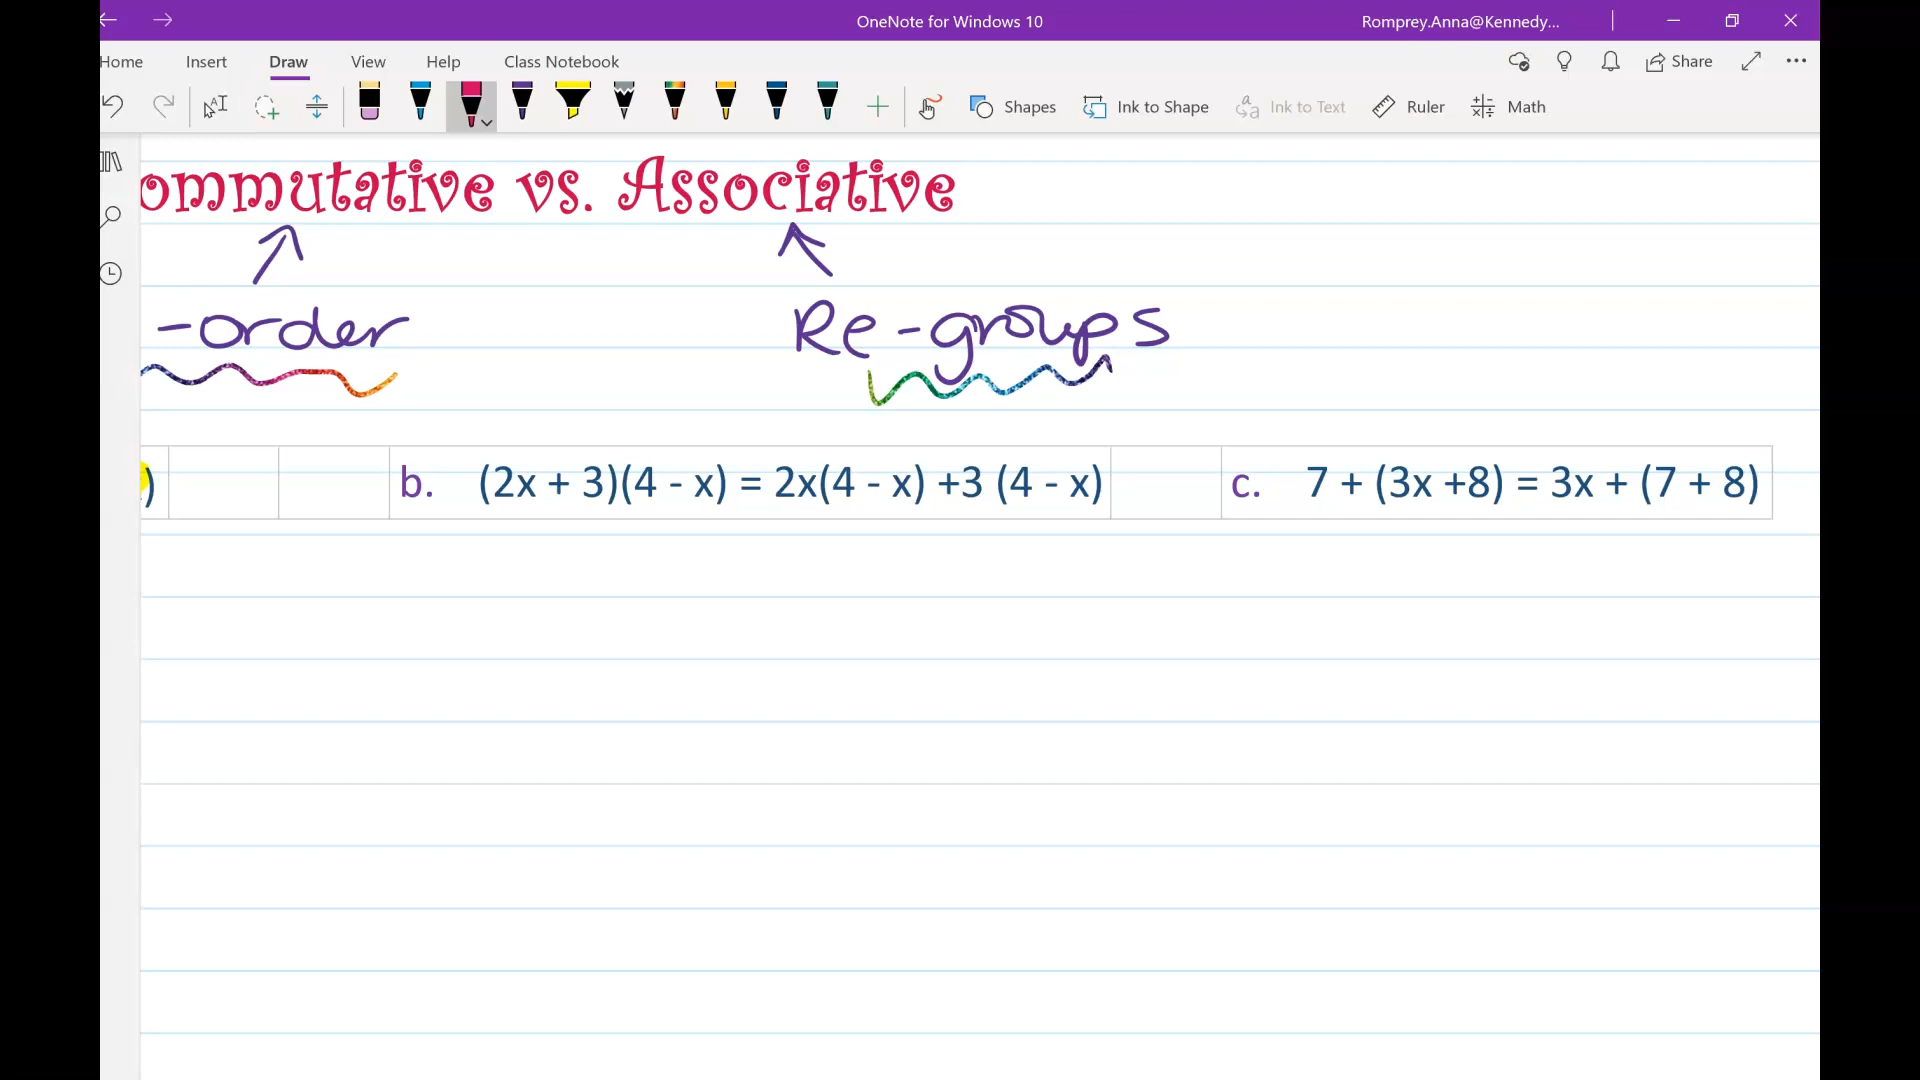 OneNote for Windows 10 Romprey.Anna@Kennedy...
Home Insert Draw View Help Class Notebook Share
Shapes Ink to Shape Ink to Text Ruler Math
ommutative vs. Associative
-order Re-groups
) b. (2x + 3)(4 - x) = 2x(4 - x) +3 (4 - x) c. 7 + (3x +8) = 3x + (7 + 8)